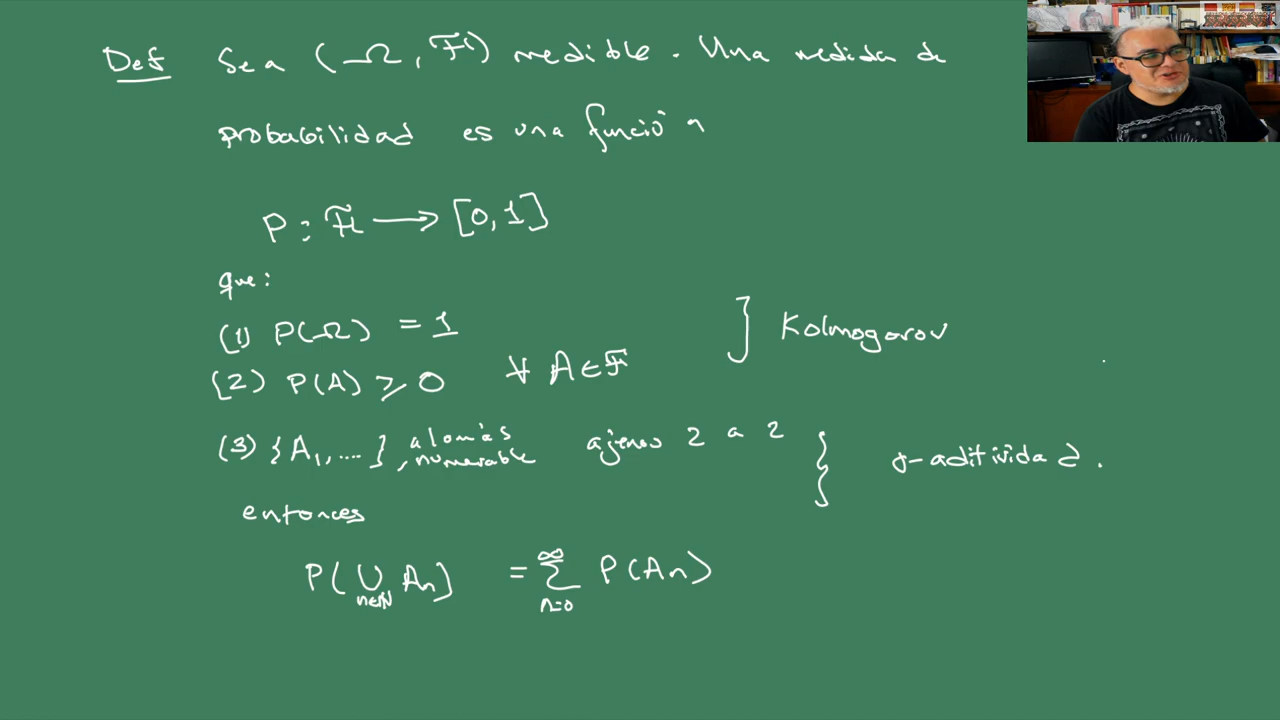 Def Sea (Ω, ℱ) medible. Una medida de
probabilidad es una función
P : ℱ ⟶ [0,1]
que:
(1) P(Ω) = 1
(2) P(A) ⩾ 0 ∀ A ∈ ℱ
] Kolmogorov
(3) {A₁, ....}, a lo más numerable ajenos 2 a 2 } σ-aditividad.
entonces
P(∪ₙ∈ℕ Aₙ) = ∑ₙ₌₀^∞ P(Aₙ)